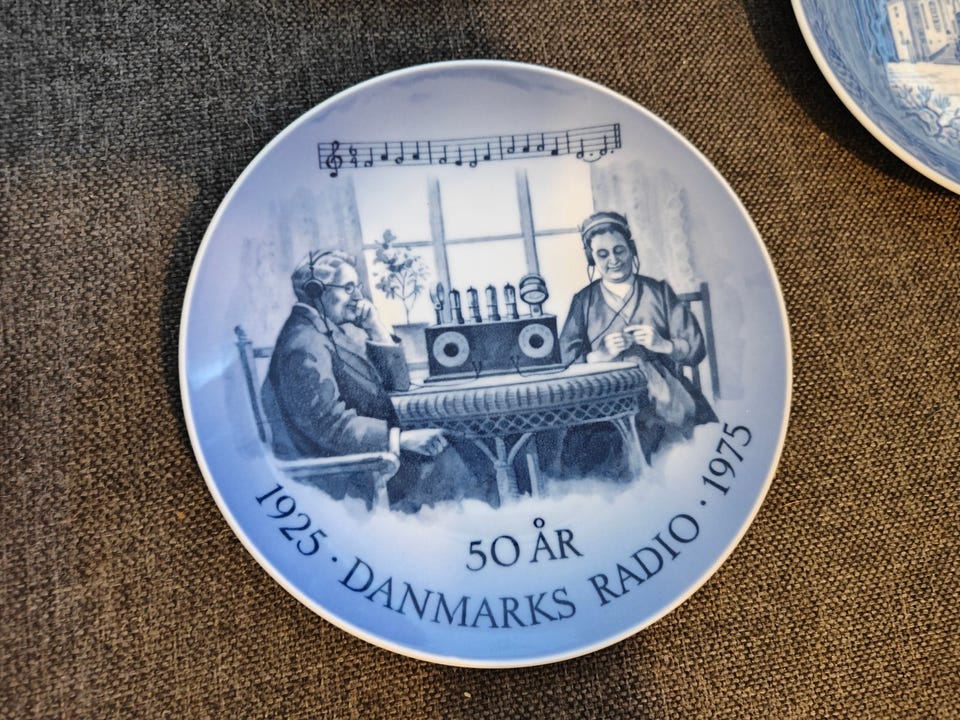 50 ÅR
1925 · DANMARKS RADIO · 1975